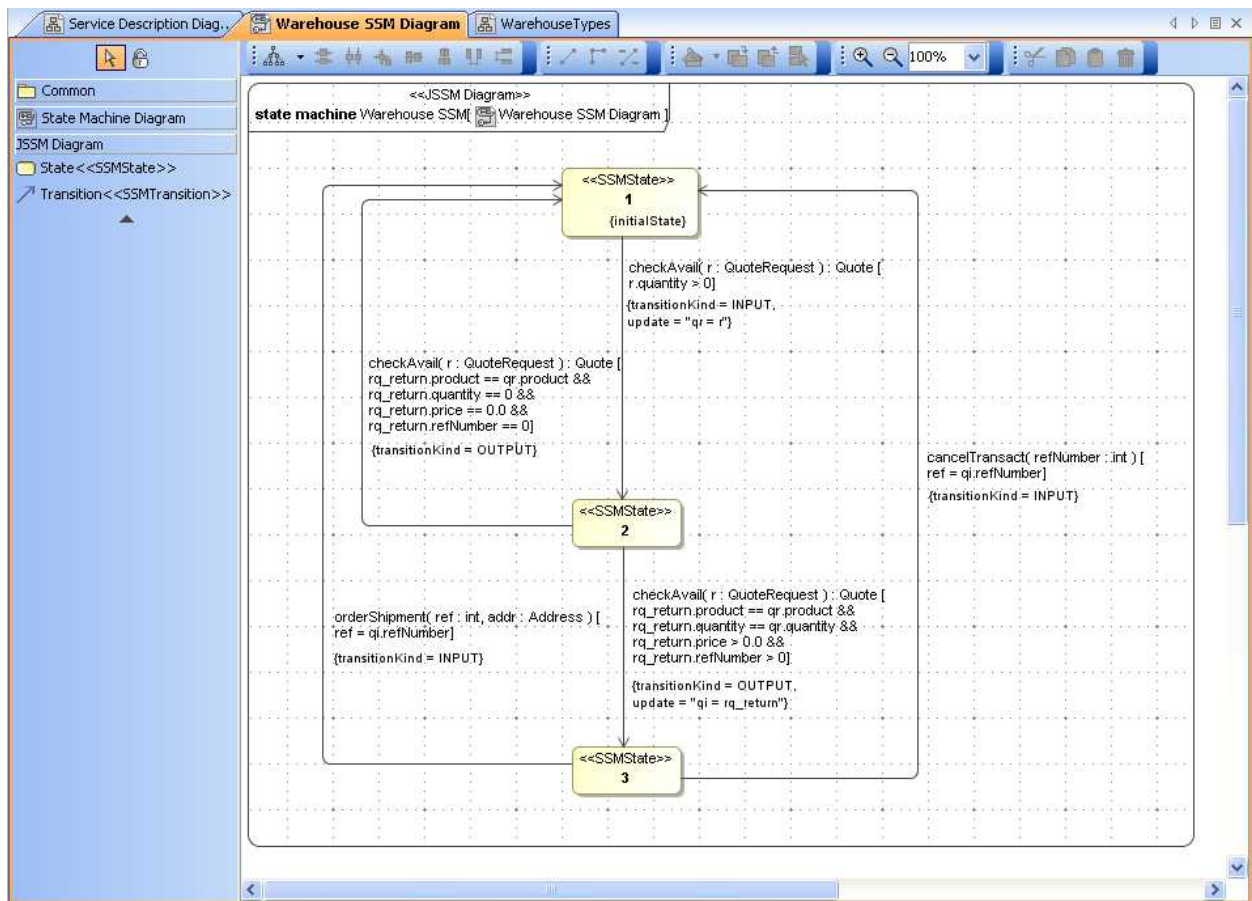 Service Description Diag...
Warehouse SSM Diagram
WarehouseTypes
100%
Common
State Machine Diagram
JSSM Diagram
State<<SSMState>>
Transition<<SSMTransition>>
<<JSSM Diagram>>
state machine Warehouse SSM[ Warehouse SSM Diagram ]
<<SSMState>>
1
{initialState}
checkAvail( r : QuoteRequest ) : Quote [
r.quantity > 0]
{transitionKind = INPUT,
update = "qr = r"}
checkAvail( r : QuoteRequest ) : Quote [
rq_return.product == qr.product &&
rq_return.quantity == 0 &&
rq_return.price == 0.0 &&
rq_return.refNumber == 0]
{transitionKind = OUTPUT}
cancelTransact( refNumber : int ) [
ref = qi.refNumber]
{transitionKind = INPUT}
<<SSMState>>
2
checkAvail( r : QuoteRequest ) : Quote [
rq_return.product == qr.product &&
rq_return.quantity == qr.quantity &&
rq_return.price > 0.0 &&
rq_return.refNumber > 0]
{transitionKind = OUTPUT,
update = "qi = rq_return"}
orderShipment( ref : int, addr : Address ) [
ref = qi.refNumber]
{transitionKind = INPUT}
<<SSMState>>
3